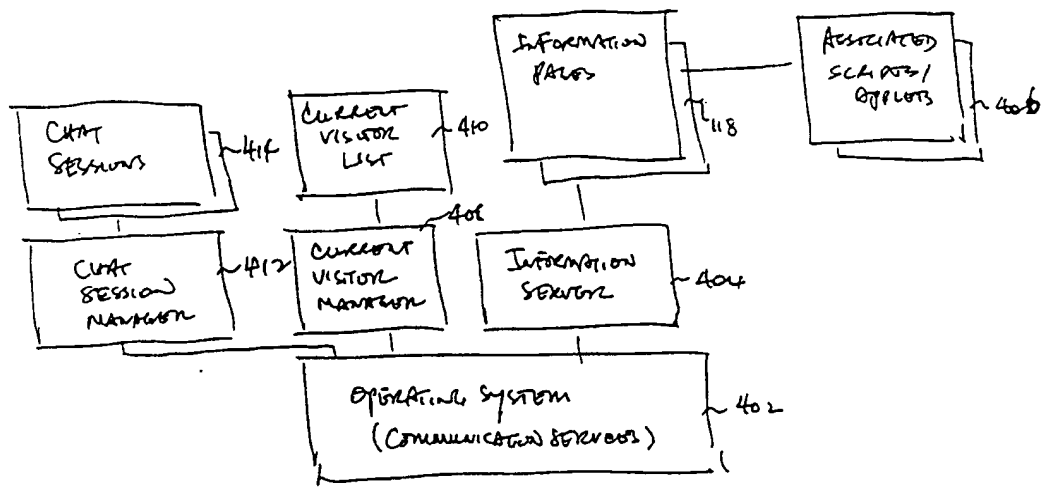 INFORMATION
PAGES
118
ASSOCIATED
SCRIPTS/
APPLETS
406
CHAT
SESSIONS
414
CURRENT
VISITOR
LIST
410
CHAT
SESSION
MANAGER
412
CURRENT
VISITOR
MANAGER
408
INFORMATION
SERVER
404
OPERATING SYSTEM
(COMMUNICATION SERVICES)
402